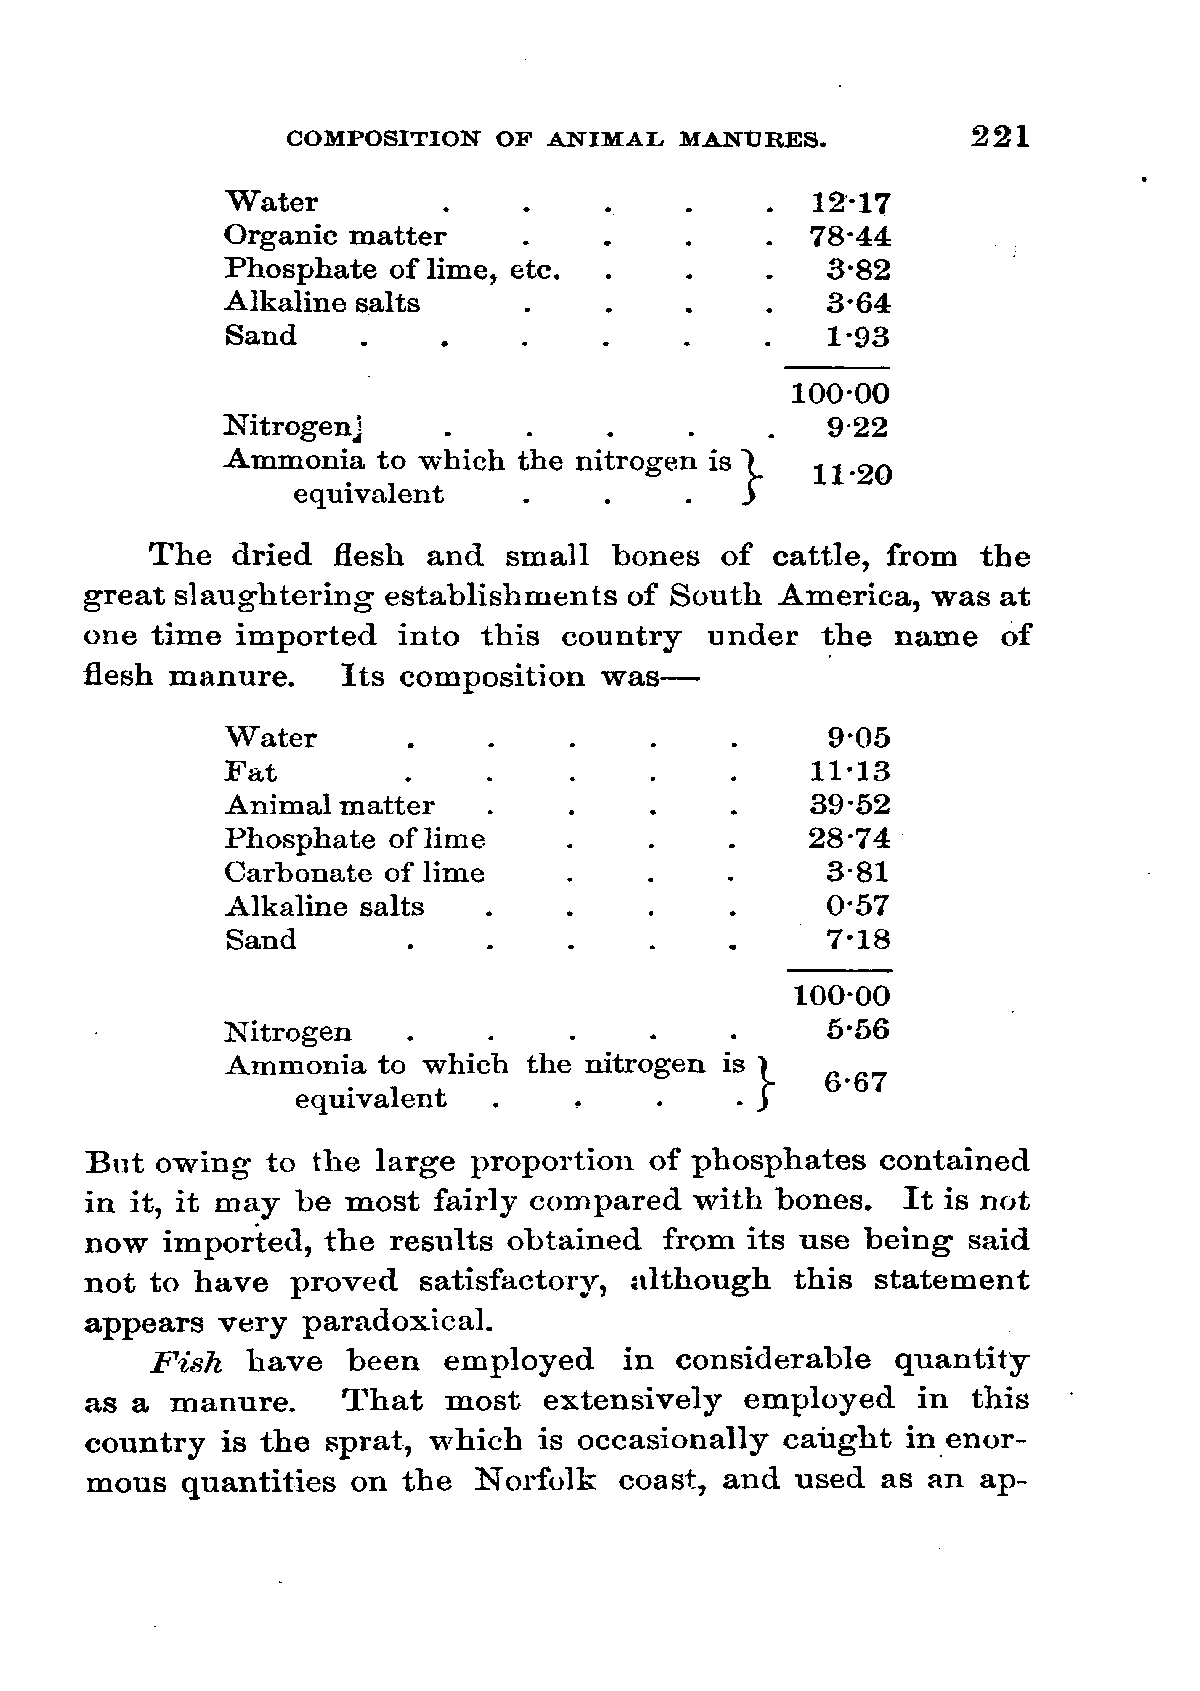 COMPOSITION OF ANIMAL MANURES. 221
Water . . . . . 12·17
Organic matter . . . . 78·44
Phosphate of lime, etc. . . . 3·82
Alkaline salts . . . . 3·64
Sand . . . . . . 1·93
100·00
Nitrogen . . . . . 9·22
Ammonia to which the nitrogen is } 11·20
equivalent . . .
The dried flesh and small bones of cattle, from the
great slaughtering establishments of South America, was at
one time imported into this country under the name of
flesh manure. Its composition was—
Water . . . . . 9·05
Fat . . . . . 11·13
Animal matter . . . . 39·52
Phosphate of lime . . . 28·74
Carbonate of lime . . . 3·81
Alkaline salts . . . . 0·57
Sand . . . . . 7·18
100·00
Nitrogen . . . . . 5·56
Ammonia to which the nitrogen is } 6·67
equivalent . . . .
But owing to the large proportion of phosphates contained
in it, it may be most fairly compared with bones. It is not
now imported, the results obtained from its use being said
not to have proved satisfactory, although this statement
appears very paradoxical.
Fish have been employed in considerable quantity
as a manure. That most extensively employed in this
country is the sprat, which is occasionally caught in enor-
mous quantities on the Norfolk coast, and used as an ap-